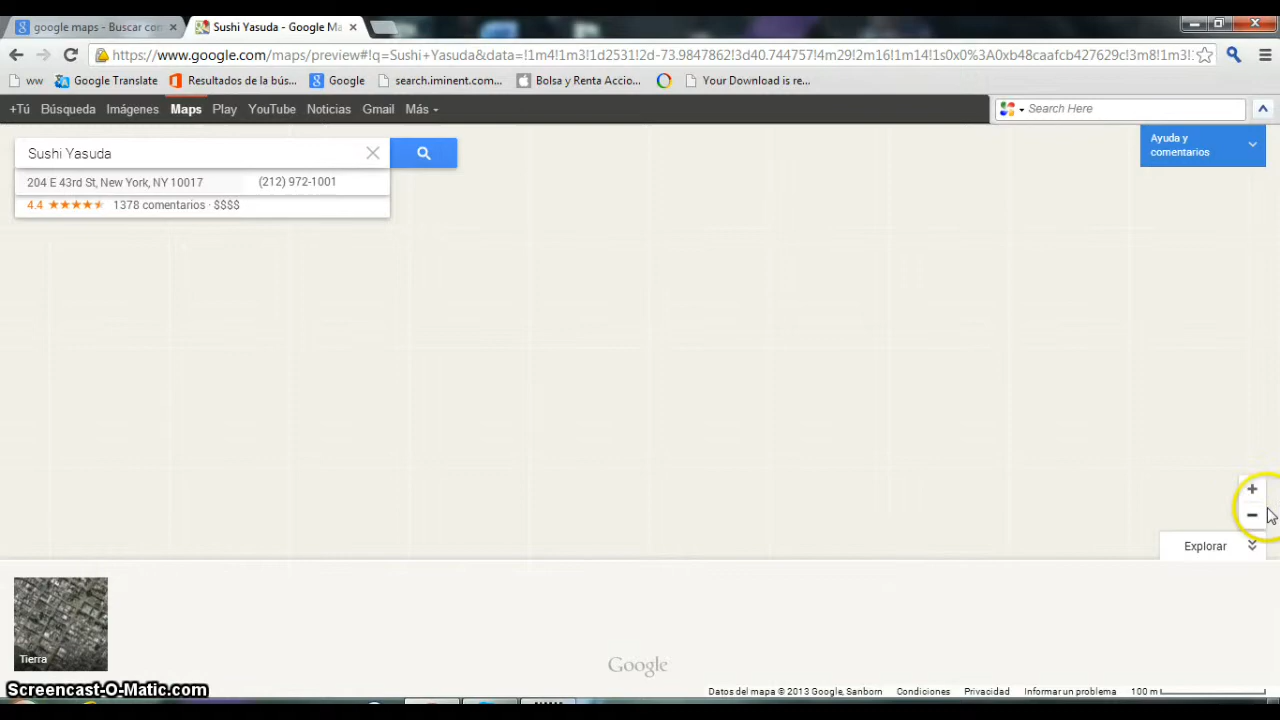 google maps - Buscar con
Sushi Yasuda - Google Ma
https://www.google.com/maps/preview#!q=Sushi+Yasuda&data=!1m4!1m3!1d2531!2d-73.9847862!3d40.744757!4m29!2m16!1m14!1s0x0%3A0xb48caafcb427629c!3m8!1m3!1
ww
Google Translate
Resultados de la bús...
Google
search.iminent.com...
Bolsa y Renta Accio...
Your Download is re...
+Tú Búsqueda Imágenes Maps Play YouTube Noticias Gmail Más
Search Here
Sushi Yasuda
Ayuda y
comentarios
204 E 43rd St, New York, NY 10017 (212) 972-1001
4.4 1378 comentarios · $$$$
+
−
Explorar
Tierra
Google
Screencast-O-Matic.com
Datos del mapa © 2013 Google, Sanborn Condiciones Privacidad Informar un problema 100 m